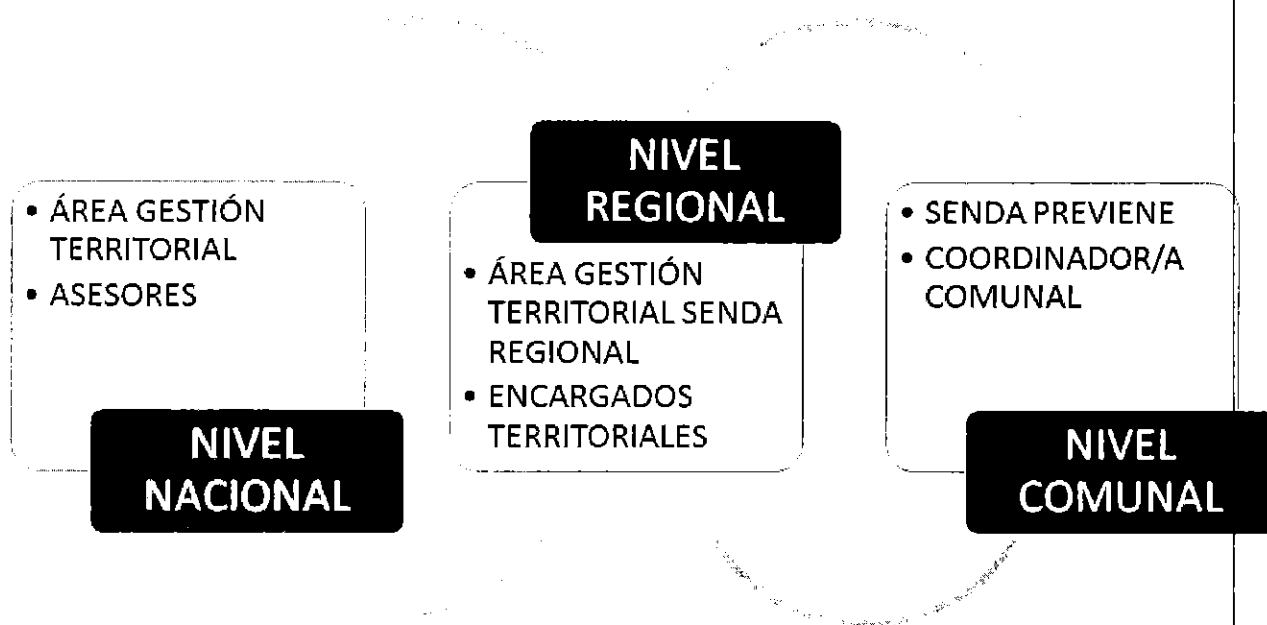 • ÁREA GESTIÓN
TERRITORIAL
• ASESORES
NIVEL
NACIONAL
NIVEL
REGIONAL
• ÁREA GESTIÓN
TERRITORIAL SENDA
REGIONAL
• ENCARGADOS
TERRITORIALES
• SENDA PREVIENE
• COORDINADOR/A
COMUNAL
NIVEL
COMUNAL